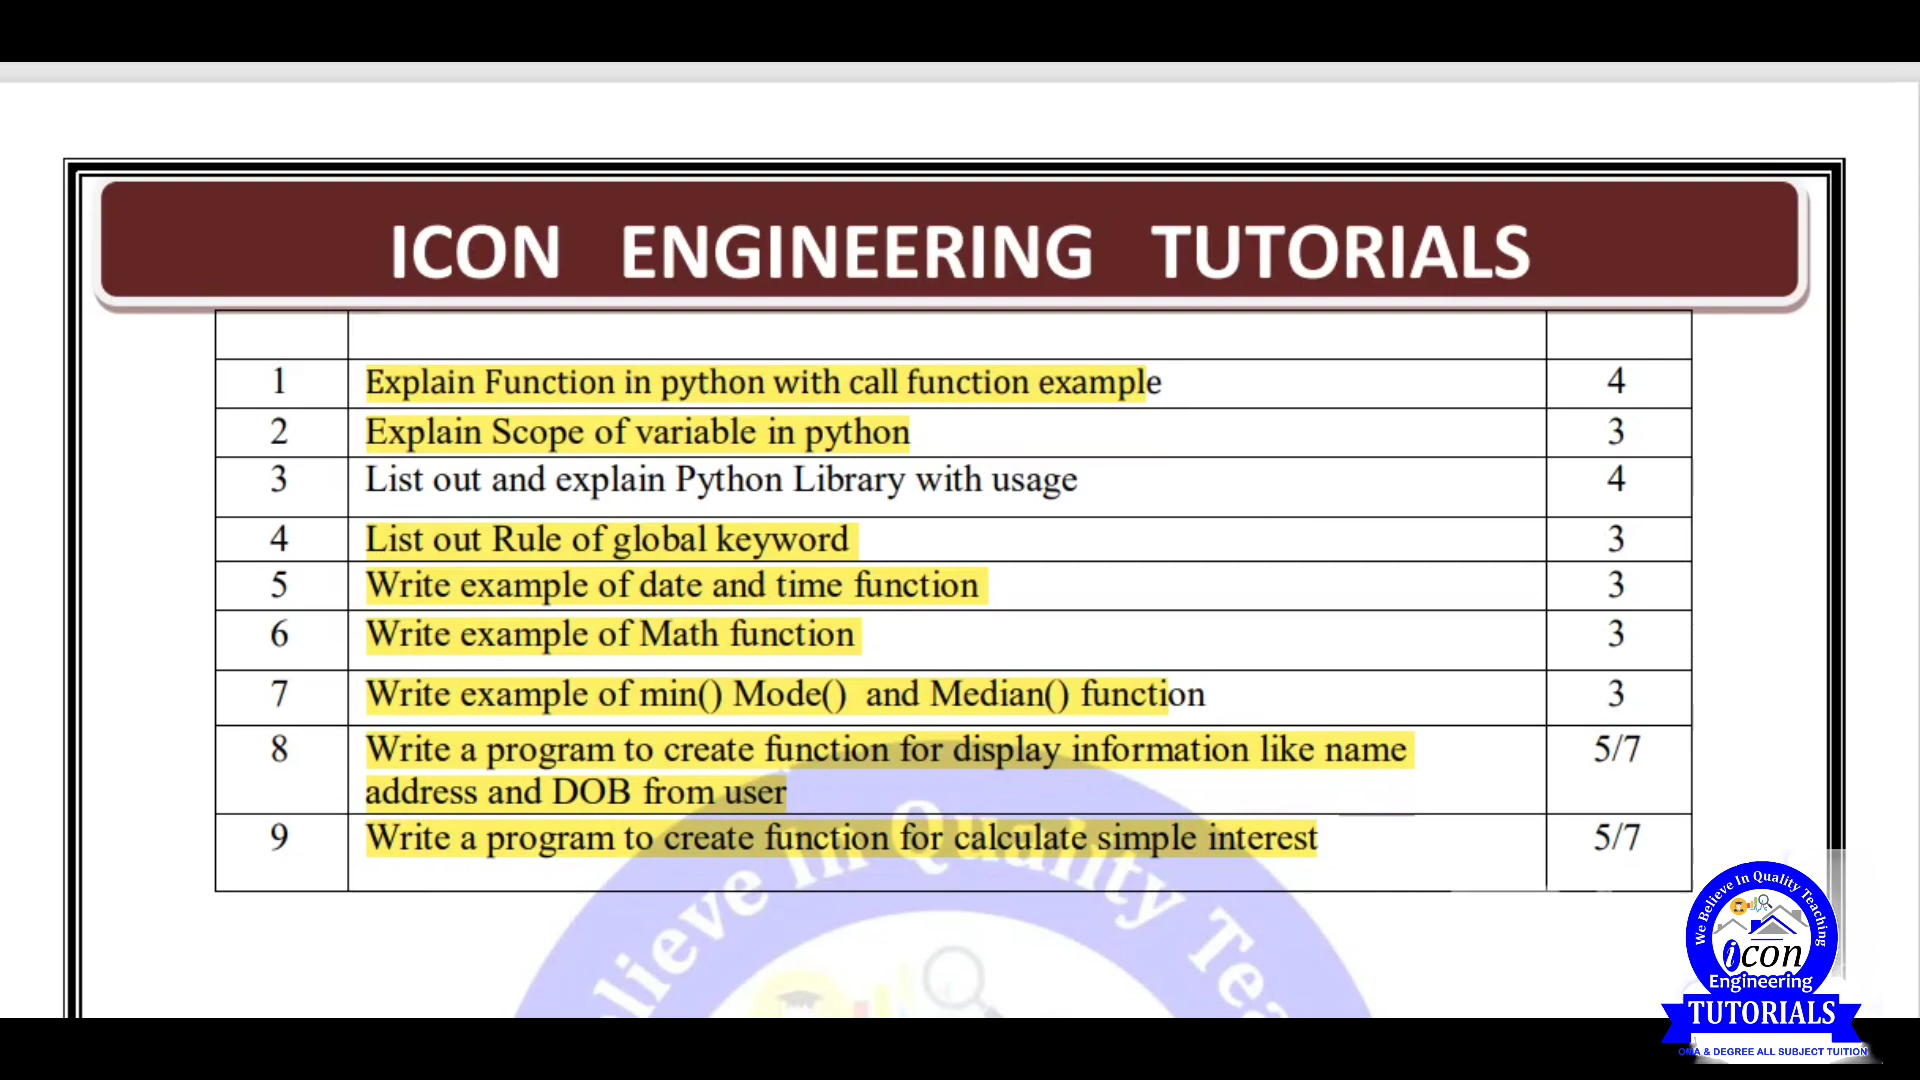 ICON ENGINEERING TUTORIALS
1 Explain Function in python with call function example 4
2 Explain Scope of variable in python 3
3 List out and explain Python Library with usage 4
4 List out Rule of global keyword 3
5 Write example of date and time function 3
6 Write example of Math function 3
7 Write example of min() Mode() and Median() function 3
8 Write a program to create function for display information like name 5/7
address and DOB from user
9 Write a program to create function for calculate simple interest 5/7
lieve In Quality Tea
We Believe In Quality Teaching
icon
Engineering
TUTORIALS
& DEGREE ALL SUBJECT TUITION